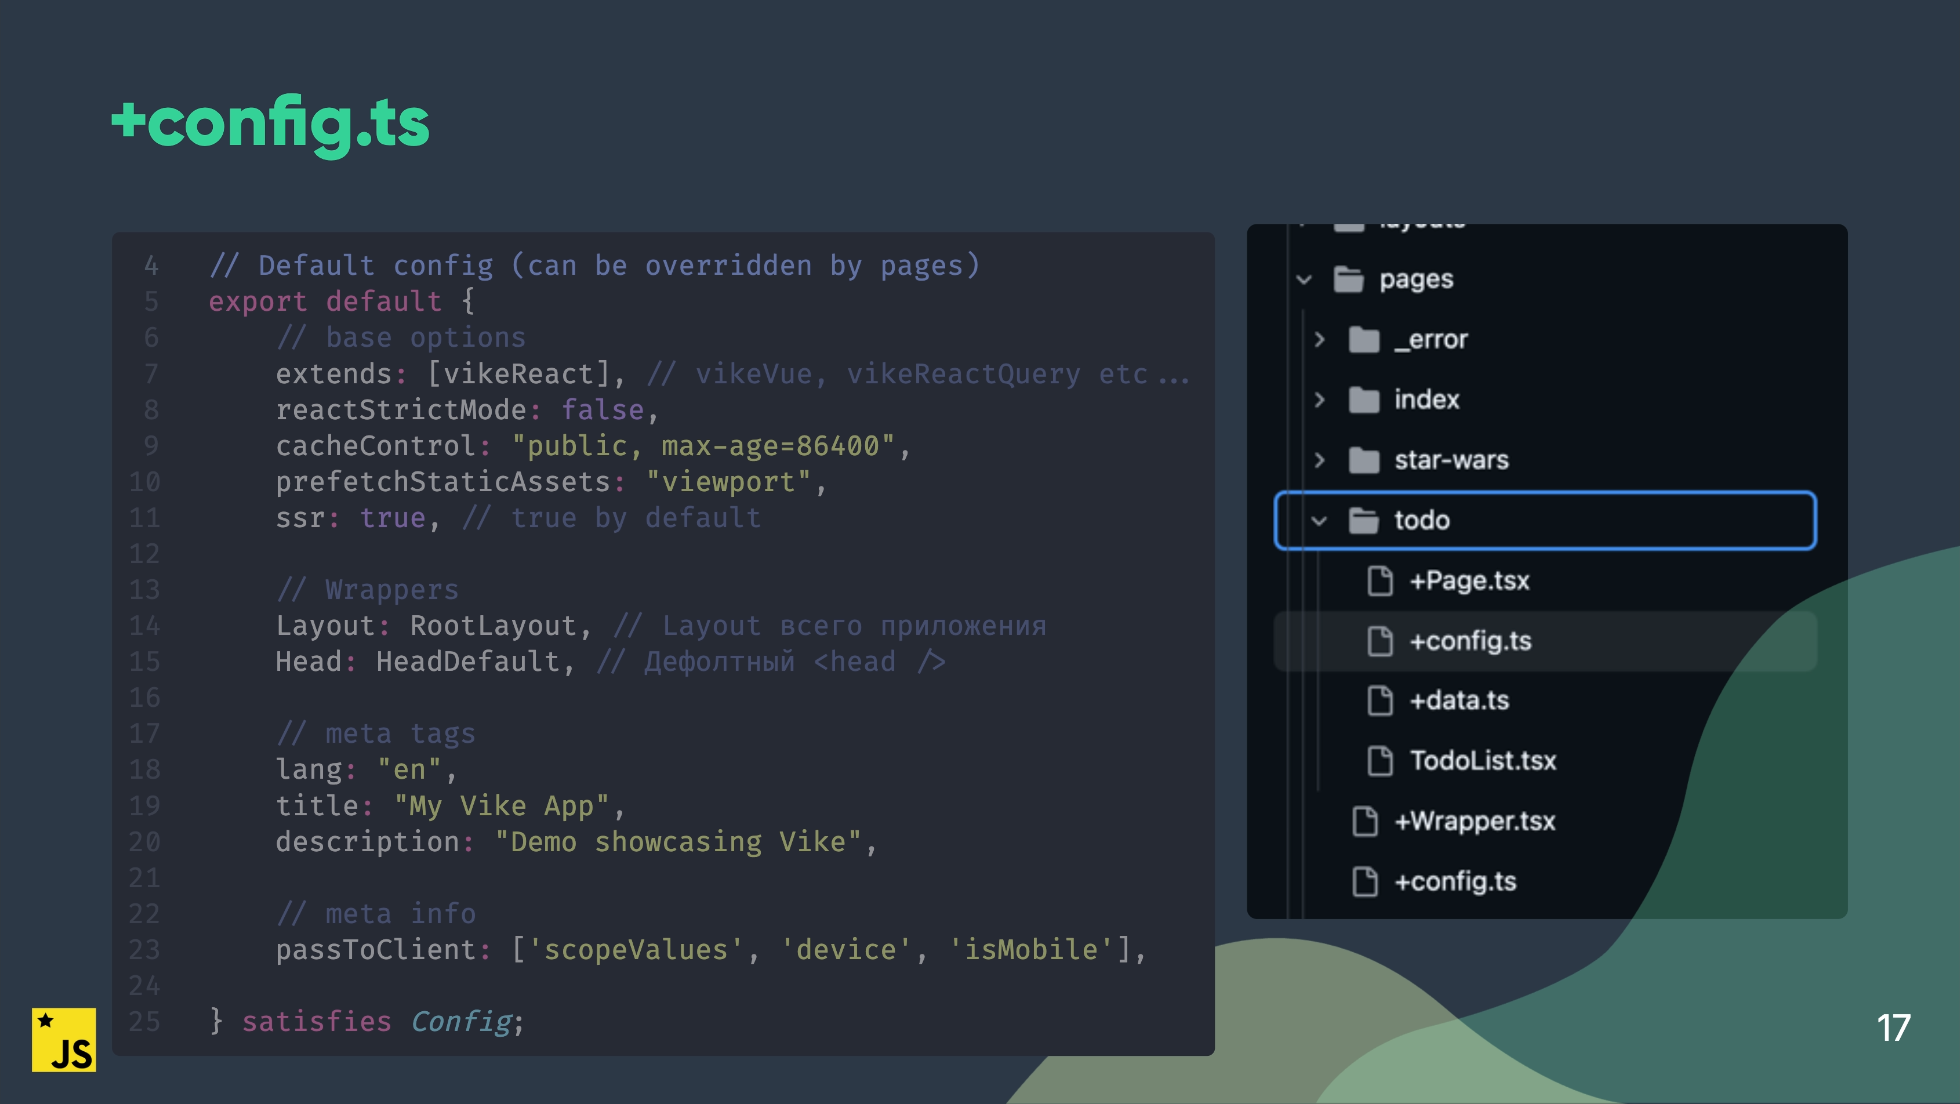 +config.ts
4 // Default config (can be overridden by pages)
5 export default {
6 // base options
7 extends: [vikeReact], // vikeVue, vikeReactQuery etc...
8 reactStrictMode: false,
9 cacheControl: "public, max-age=86400",
10 prefetchStaticAssets: "viewport",
11 ssr: true, // true by default
12
13 // Wrappers
14 Layout: RootLayout, // Layout всего приложения
15 Head: HeadDefault, // Дефолтный <head />
16
17 // meta tags
18 lang: "en",
19 title: "My Vike App",
20 description: "Demo showcasing Vike",
21
22 // meta info
23 passToClient: ['scopeValues', 'device', 'isMobile'],
24
25 } satisfies Config;
layouts
pages
_error
index
star-wars
todo
+Page.tsx
+config.ts
+data.ts
TodoList.tsx
+Wrapper.tsx
+config.ts
JS
17